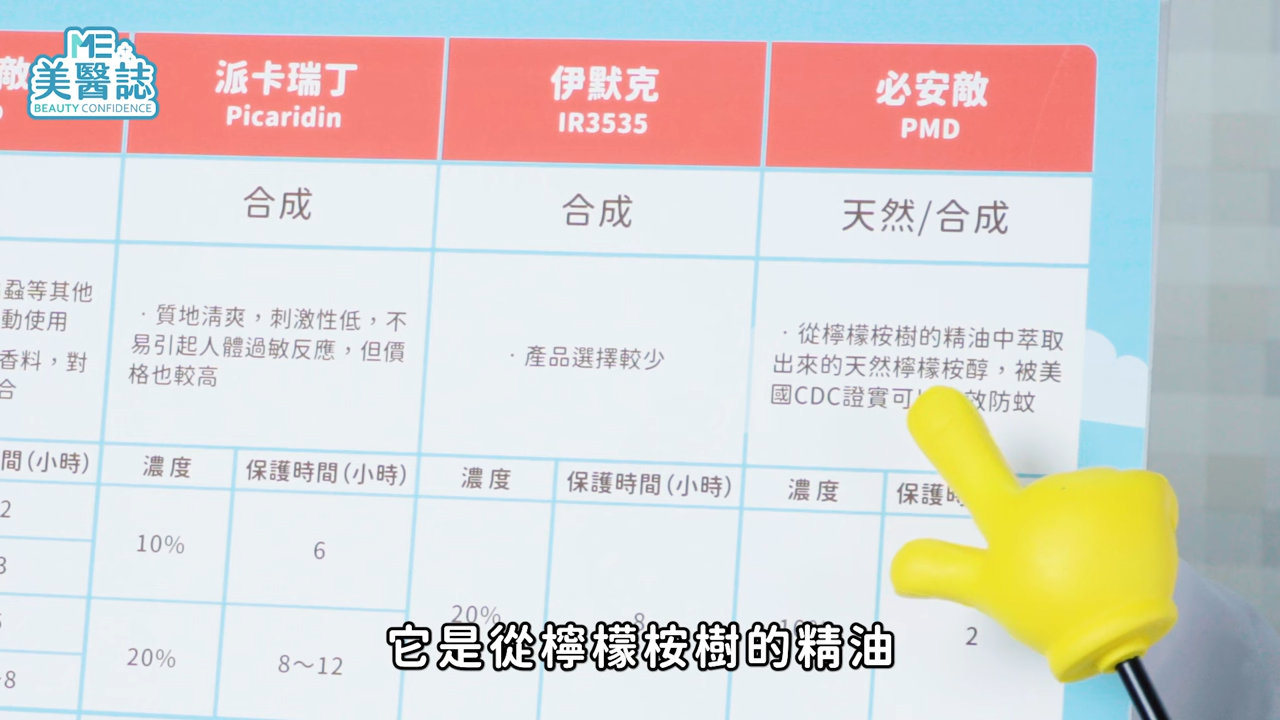 美醫誌
BEAUTY CONFIDENCE
敵
派卡瑞丁
Picaridin
伊默克
IR3535
必安敵
PMD
合成
合成
天然/合成
蝨等其他
動使用
香料，對
合
·質地清爽，刺激性低，不
易引起人體過敏反應，但價
格也較高
·產品選擇較少
·從檸檬桉樹的精油中萃取
出來的天然檸檬桉醇，被美
國CDC證實可 效防蚊
間(小時)
濃度
保護時間(小時)
濃度
保護時間(小時)
濃度
保護時
2
10%
6
20%
8
2
20%
8～12
8
它是從檸檬桉樹的精油